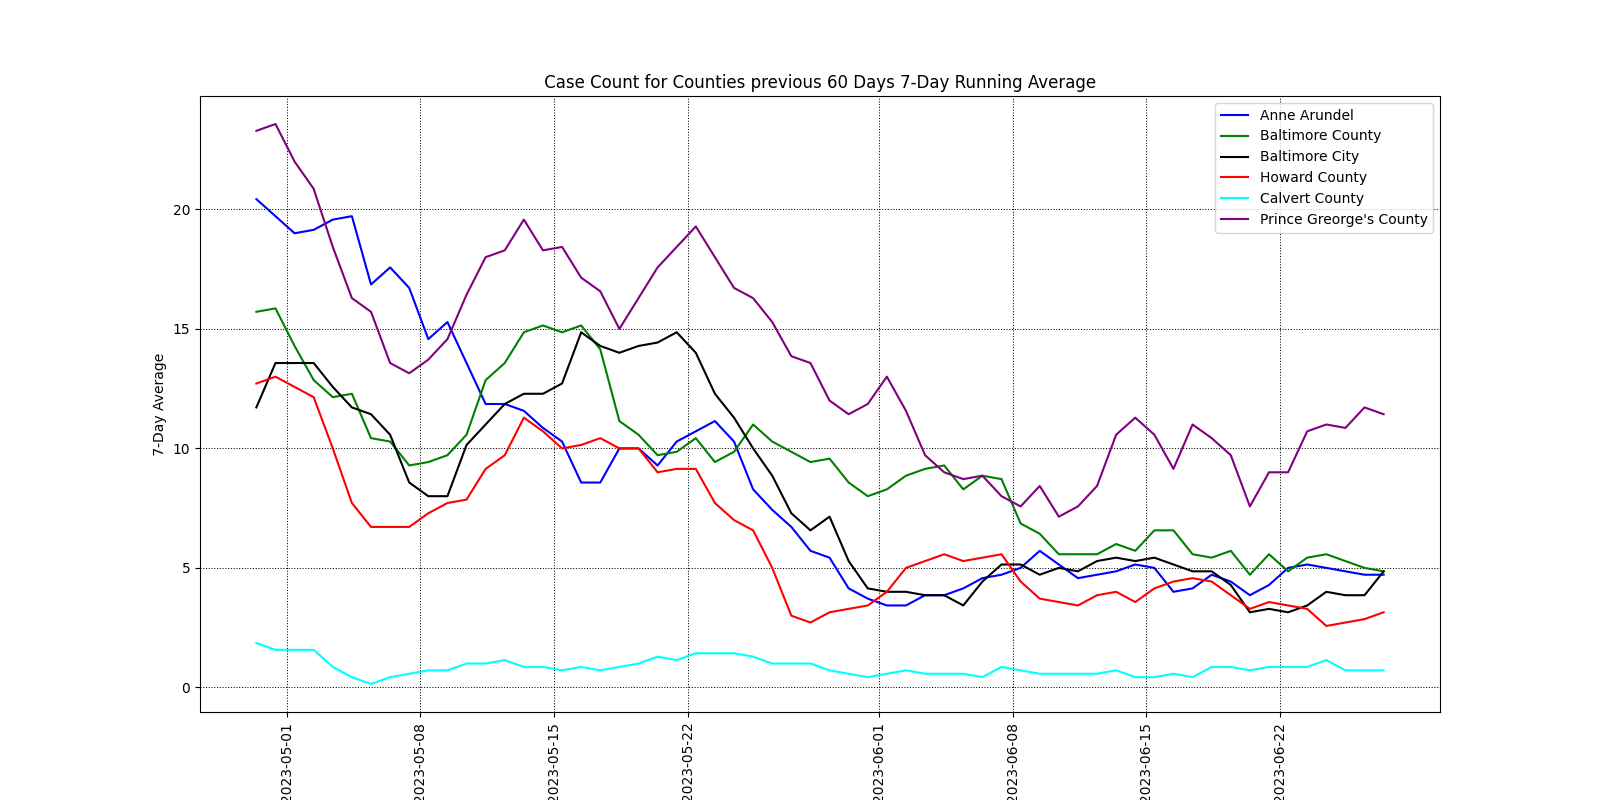 Case Count for Counties previous 60 Days 7-Day Running Average
Anne Arundel
Baltimore County
Baltimore City
Howard County
Calvert County
Prince Greorge's County
7-Day Average
20
15
10
5
0
2023-05-01
2023-05-08
2023-05-15
2023-05-22
2023-06-01
2023-06-08
2023-06-15
2023-06-22